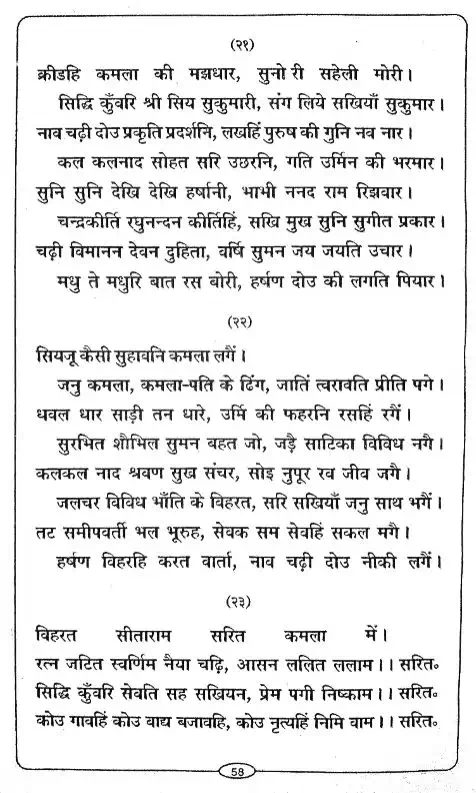 (२१)
क्रीडहि कमला की मझधार, सुनो री सहेली मोरी।
सिद्धि कुँवरि श्री सिय सुकुमारी, संग लिये सखियाँ सुकुमार।
नाव चढ़ी दोउ प्रकृति प्रदर्शनि, लखहिं पुरुष की गुनि नव नार।
कल कलनाद सोहत सरि उछरनि, गति उर्मिन की भरमार।
सुनि सुनि देखि देखि हर्षानी, भाभी ननद राम रिझवार।
चन्द्रकीर्ति रघुनन्दन कीर्तिहिं, सखि मुख सुनि सुगीत प्रकार।
चढ़ी विमानन देवन दुहिता, वर्षि सुमन जय जयति उचार।
मधु ते मधुरि बात रस बोरी, हर्षण दोउ की लगति पियार।
(२२)
सियजू कैसी सुहावनि कमला लगैं।
जनु कमला, कमला-पति के ढिंग, जातिं त्वरावति प्रीति पगे।
धवल धार साड़ी तन धारे, उर्मि की फहरनि रसहिं रगैं।
सुरभित शौभिल सुमन बहत जो, जड़ै साटिका विविध नगै।
कलकल नाद श्रवण सुख संचर, सोइ नुपूर रव जीव जगै।
जलचर विविध भाँति के विहरत, सरि सखियाँ जनु साथ भगैं।
तट समीपवर्ती भल भूरुह, सेवक सम सेवहिं सकल मगै।
हर्षण विहरहि करत वार्ता, नाव चढ़ी दोउ नीकी लगैं।
(२३)
विहरत सीताराम सरित कमला में।
रत्न जटित स्वर्णिम नैया चढ़ि, आसन ललित ललाम।। सरित॰
सिद्धि कुँवरि सेवति सह सखियन, प्रेम पगी निष्काम।। सरित॰
कोउ गावहिं कोउ वाद्य बजावहि, कोउ नृत्यहिं निमि वाम।। सरित॰
58